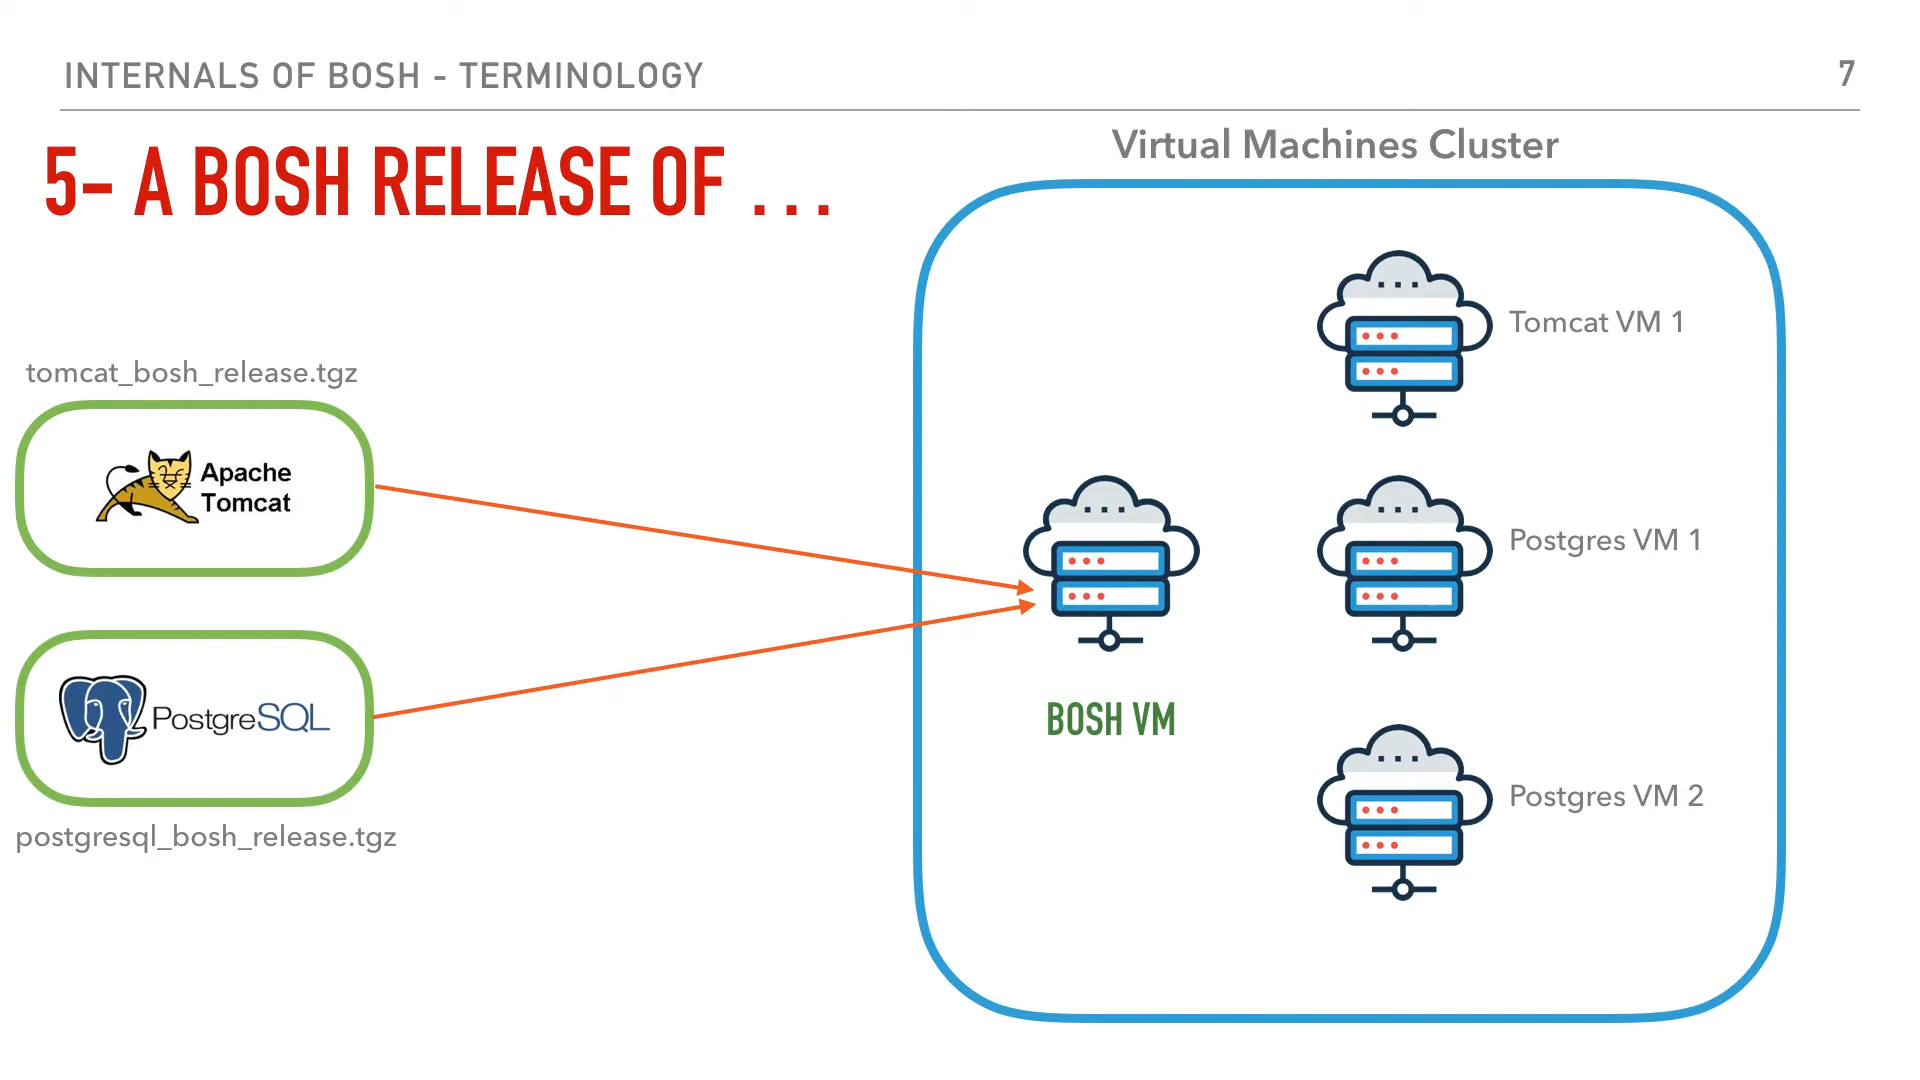 INTERNALS OF BOSH - TERMINOLOGY
7
5- A BOSH RELEASE OF ...
Virtual Machines Cluster
Tomcat VM 1
tomcat_bosh_release.tgz
Apache
Tomcat
Postgres VM 1
PostgreSQL
BOSH VM
Postgres VM 2
postgresql_bosh_release.tgz